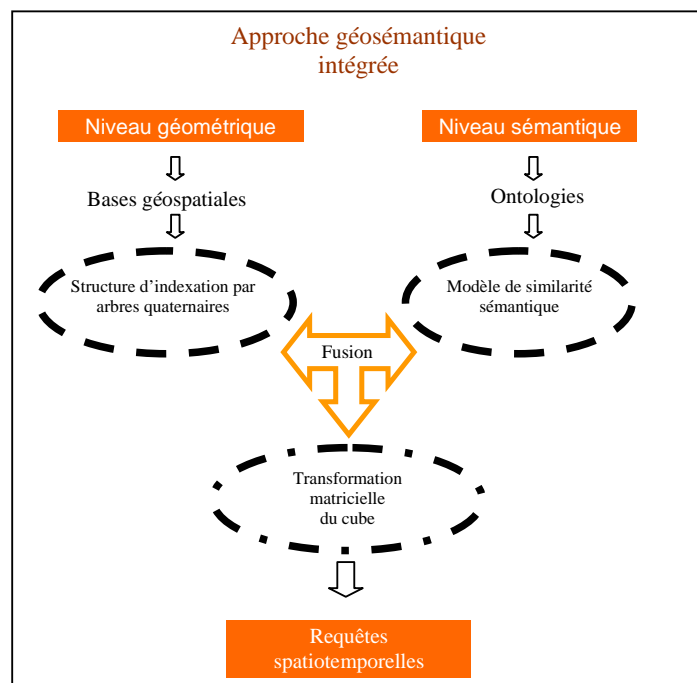 Approche géosémantique
intégrée
Niveau géométrique
Niveau sémantique
Bases géospatiales
Ontologies
Structure d'indexation par
arbres quaternaires
Modèle de similarité
sémantique
Fusion
Transformation
matricielle
du cube
Requêtes
spatiotemporelles